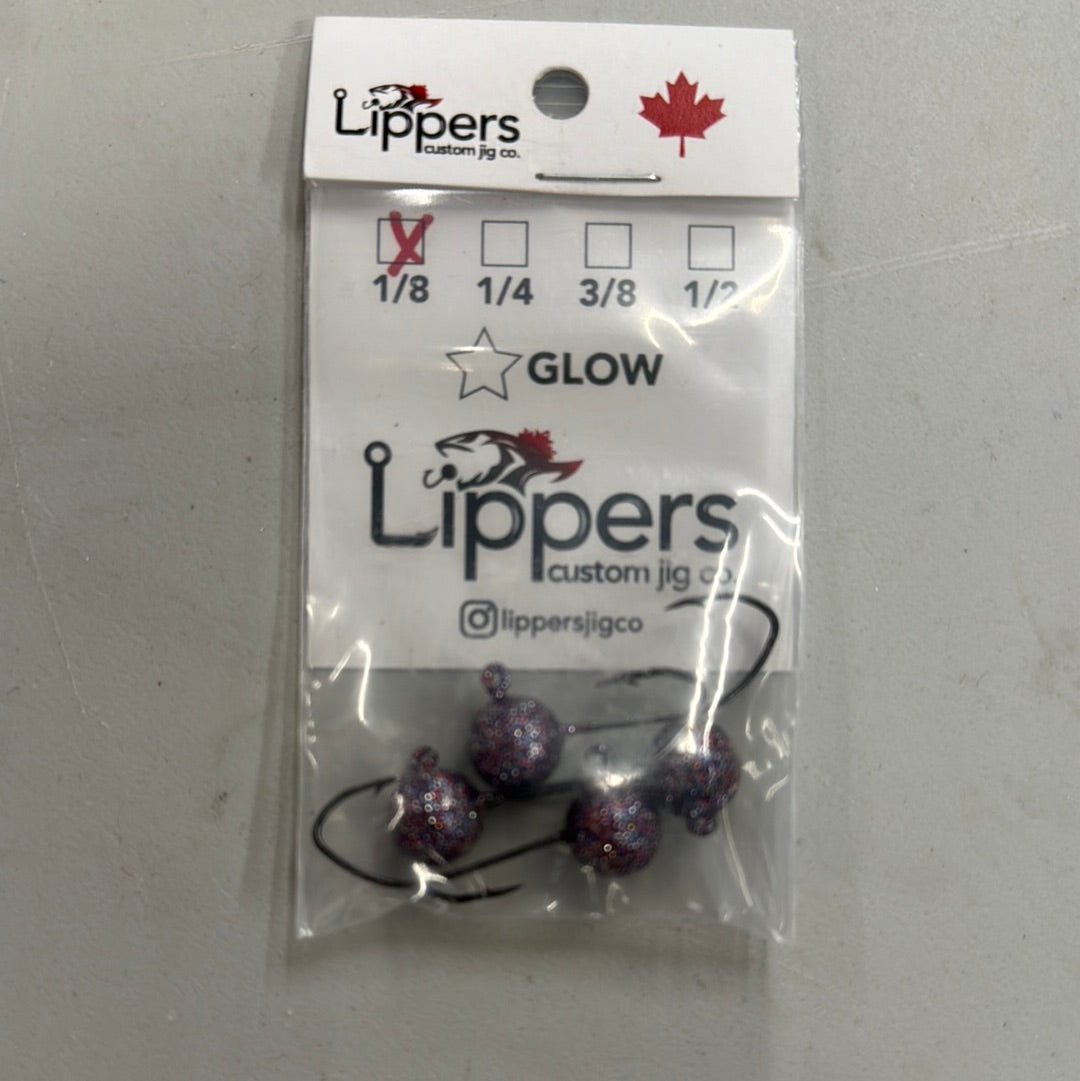 Lippers
custom jig co.
X
1/8 1/4 3/8 1/2
GLOW
Lippers
custom jig co.
lippersjigco